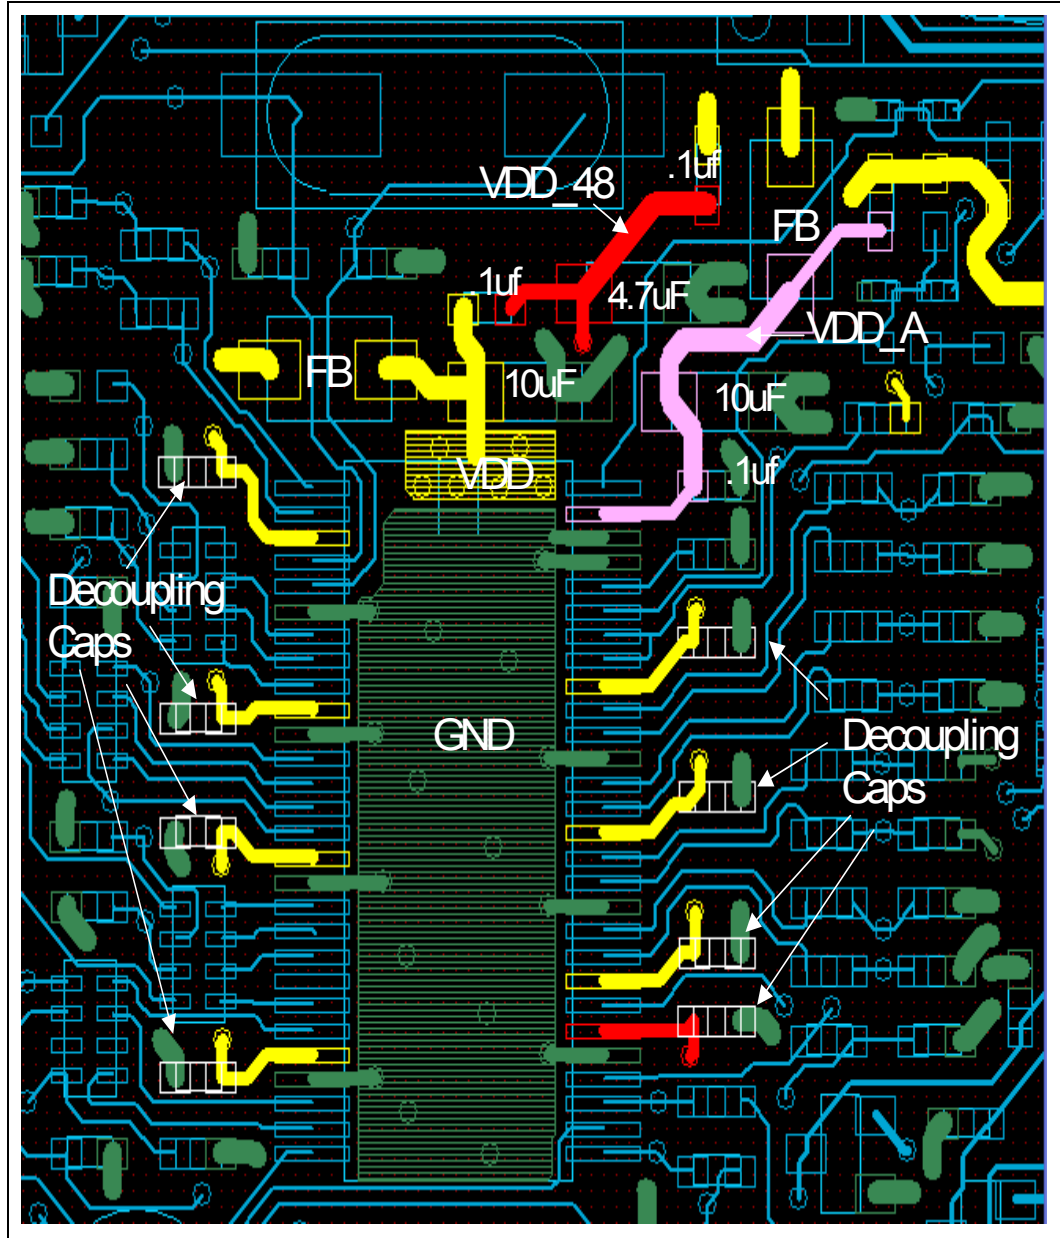 .1uf
VDD_48
FB
.1uf
4.7uF
VDD_A
FB
10uF
10uF
VDD
.1uf
Decoupling
Caps
GND
Decoupling
Caps